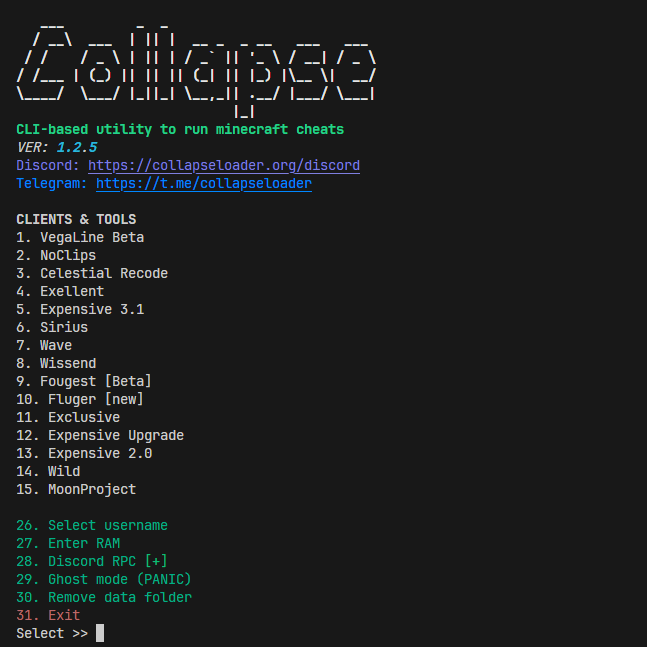 Collapse
CLI-based utility to run minecraft cheats
VER: 1.2.5
Discord: https://collapseloader.org/discord
Telegram: https://t.me/collapseloader
CLIENTS & TOOLS
1. VegaLine Beta
2. NoClips
3. Celestial Recode
4. Exellent
5. Expensive 3.1
6. Sirius
7. Wave
8. Wissend
9. Fougest [Beta]
10. Fluger [new]
11. Exclusive
12. Expensive Upgrade
13. Expensive 2.0
14. Wild
15. MoonProject
26. Select username
27. Enter RAM
28. Discord RPC [+]
29. Ghost mode (PANIC)
30. Remove data folder
31. Exit
Select >>